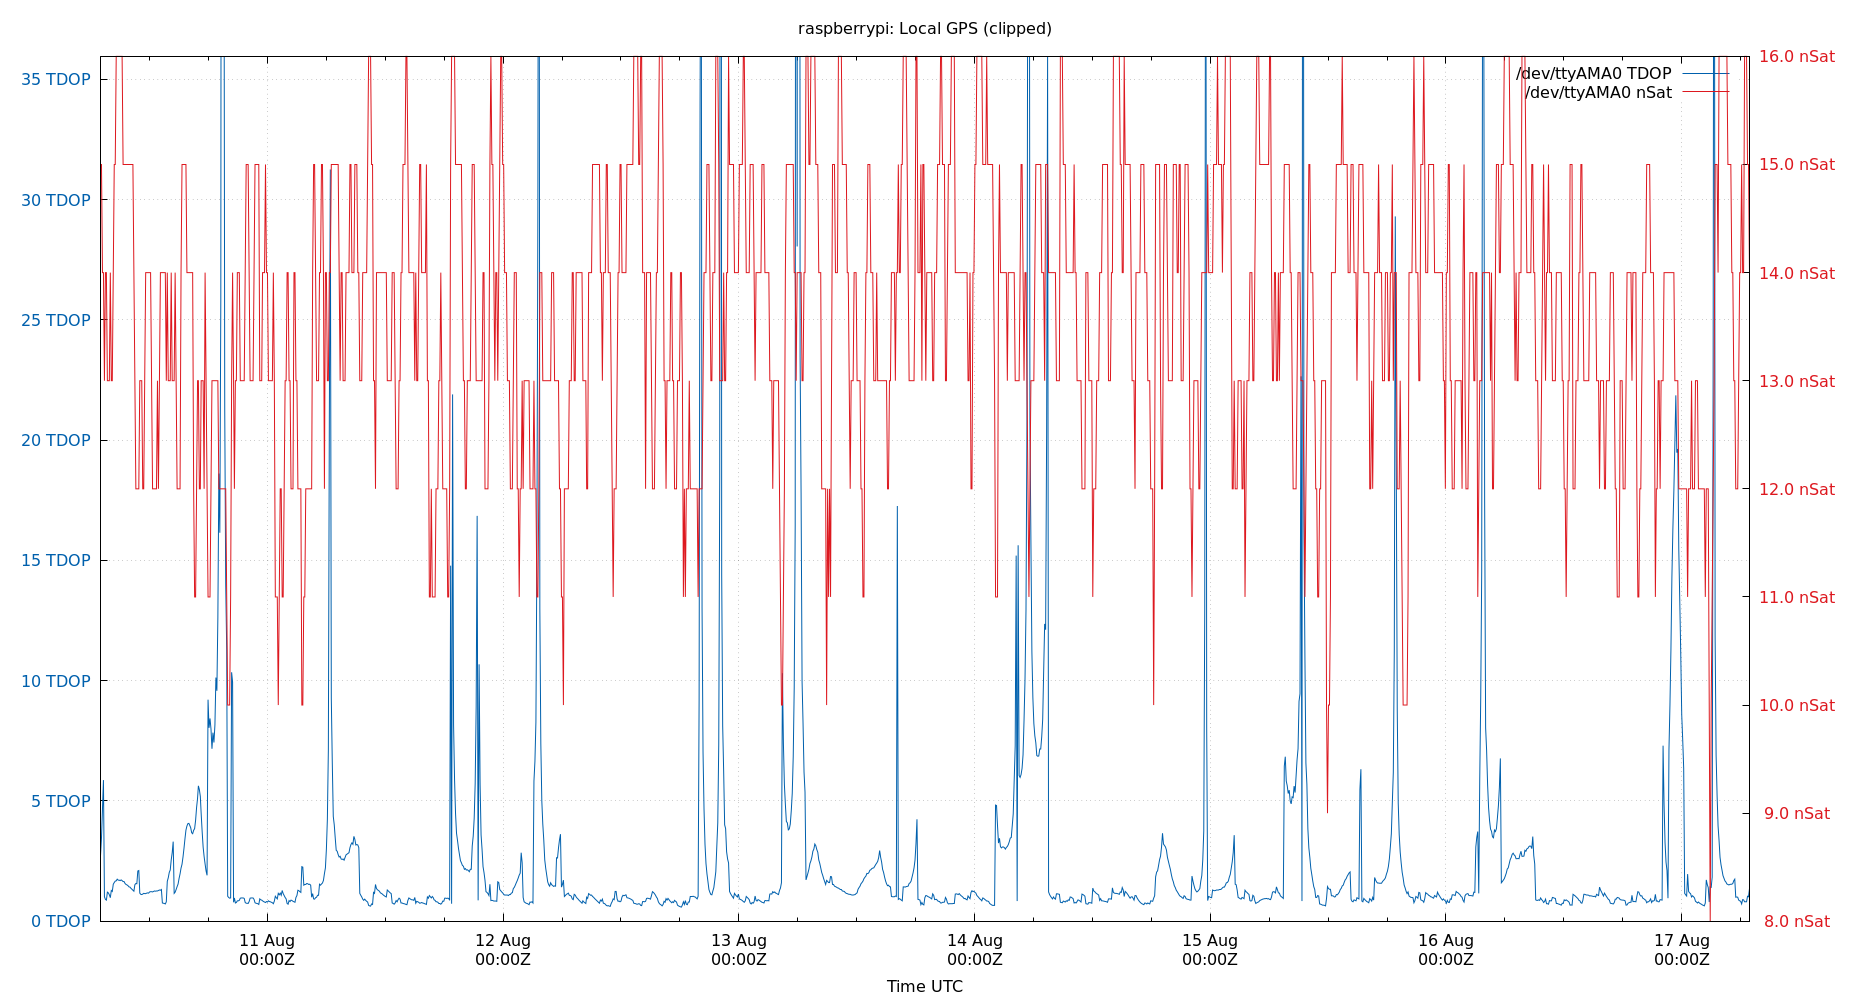 raspberrypi: Local GPS (clipped)
35 TDOP
30 TDOP
25 TDOP
20 TDOP
15 TDOP
10 TDOP
5 TDOP
0 TDOP
16.0 nSat
15.0 nSat
14.0 nSat
13.0 nSat
12.0 nSat
11.0 nSat
10.0 nSat
9.0 nSat
8.0 nSat
/dev/ttyAMA0 TDOP
/dev/ttyAMA0 nSat
11 Aug
00:00Z
12 Aug
00:00Z
13 Aug
00:00Z
14 Aug
00:00Z
15 Aug
00:00Z
16 Aug
00:00Z
17 Aug
00:00Z
Time UTC